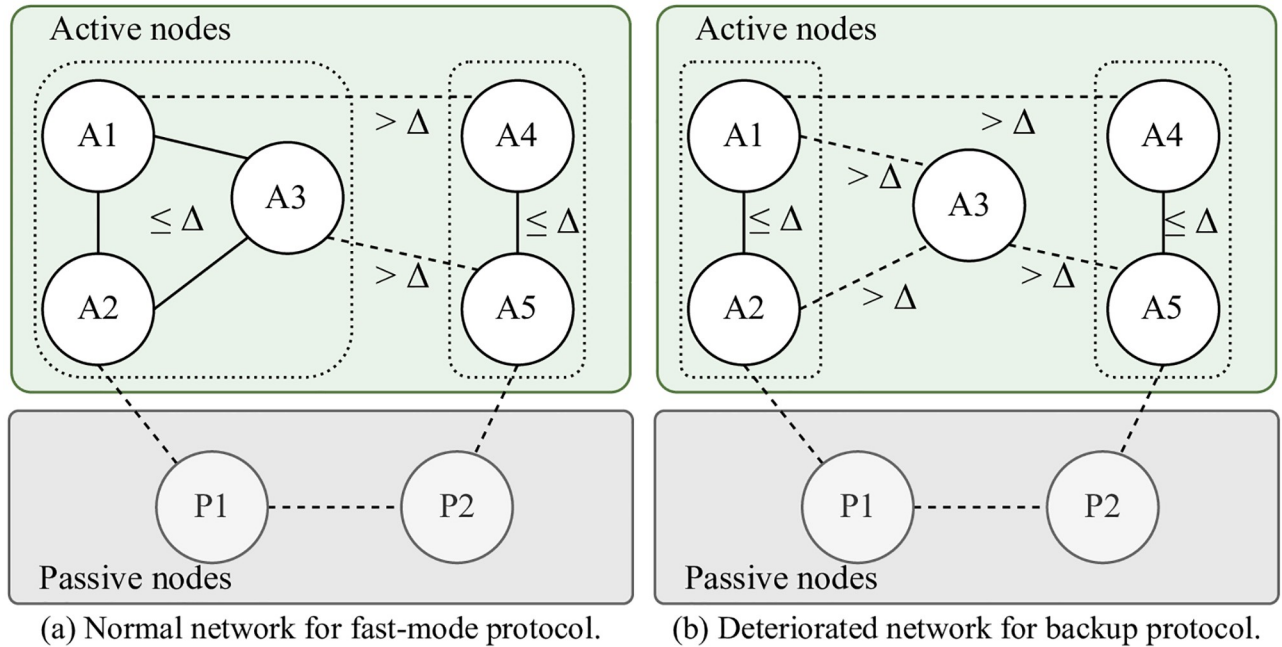 Active nodes
A1
> Δ
A4
A3
≤ Δ
≤ Δ
> Δ
A2
A5
P1
P2
Passive nodes
(a) Normal network for fast-mode protocol.
Active nodes
A1
> Δ
A4
> Δ
A3
≤ Δ
≤ Δ
> Δ
> Δ
A2
A5
P1
P2
Passive nodes
(b) Deteriorated network for backup protocol.